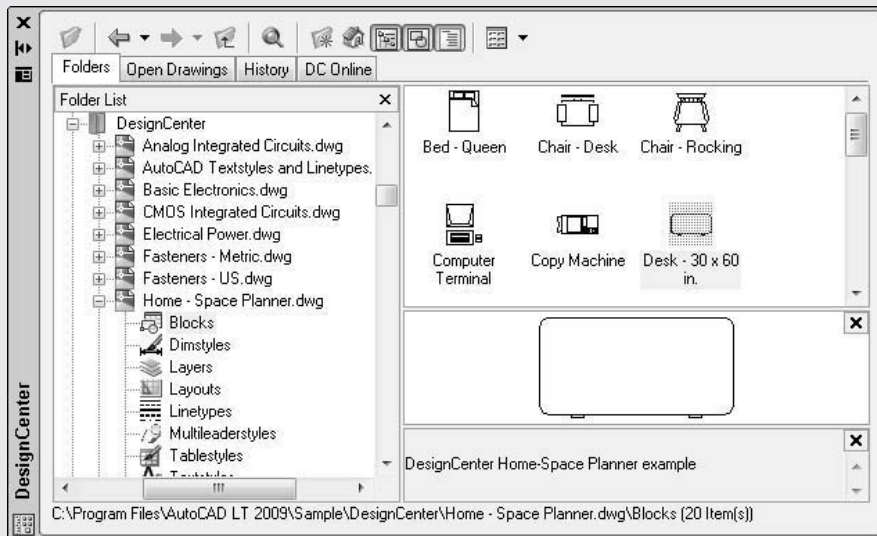 Folders
Open Drawings
History
DC Online
Folder List
DesignCenter
Analog Integrated Circuits.dwg
AutoCAD Textstyles and Linetypes.
Basic Electronics.dwg
CMOS Integrated Circuits.dwg
Electrical Power.dwg
Fasteners - Metric.dwg
Fasteners - US.dwg
Home - Space Planner.dwg
Blocks
Dimstyles
Layers
Layouts
Linetypes
Multileaderstyles
Tablestyles
Textstyles
Bed - Queen
Chair - Desk
Chair - Rocking
Computer
Terminal
Copy Machine
Desk - 30 x 60
in.
DesignCenter Home-Space Planner example
DesignCenter
C:\Program Files\AutoCAD LT 2009\Sample\DesignCenter\Home - Space Planner.dwg\Blocks (20 Item(s))